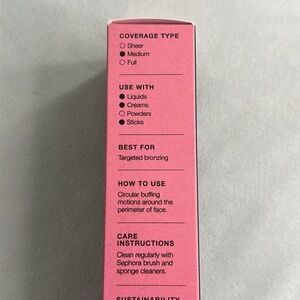 COVERAGE TYPE
○ Sheer
● Medium
○ Full
USE WITH
● Liquids
● Creams
○ Powders
● Sticks
BEST FOR
Targeted bronzing
HOW TO USE
Circular buffing
motions around the
perimeter of face.
CARE
INSTRUCTIONS
Clean regularly with
Sephora brush and
sponge cleaners.
SUSTAINABILITY